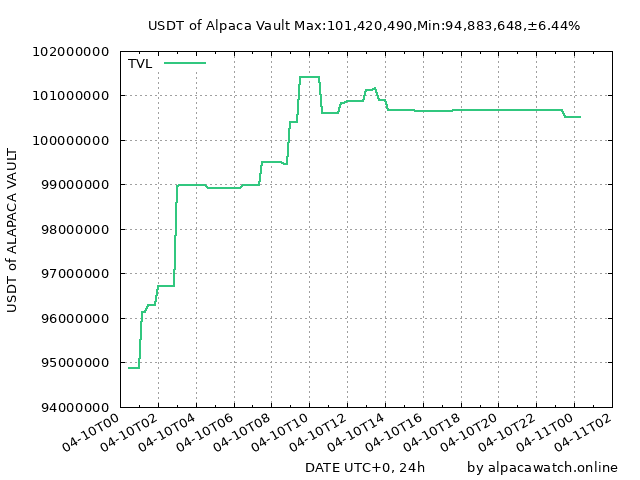 USDT of Alpaca Vault Max:101,420,490,Min:94,883,648,±6.44%
TVL
102000000
101000000
100000000
99000000
98000000
97000000
96000000
95000000
94000000
USDT of ALAPACA VAULT
04-10T00
04-10T02
04-10T04
04-10T06
04-10T08
04-10T10
04-10T12
04-10T14
04-10T16
04-10T18
04-10T20
04-10T22
04-11T00
04-11T02
DATE UTC+0, 24h
by alpacawatch.online